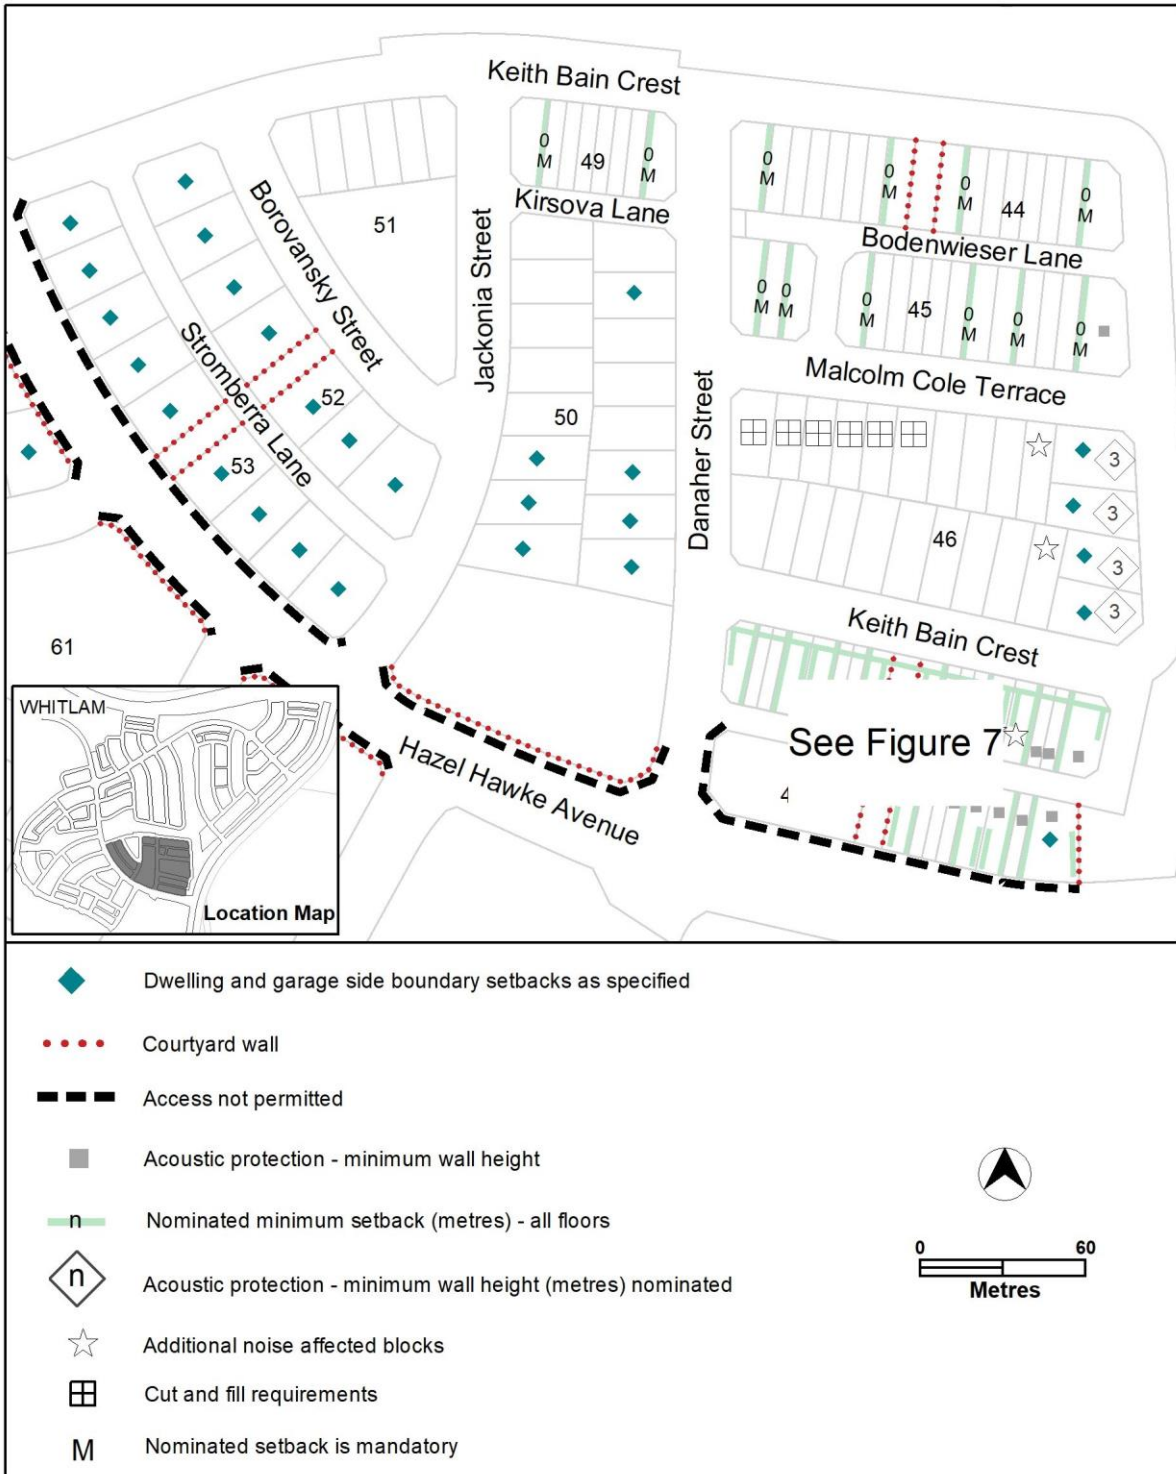 Keith Bain Crest
0
M
49
0
M
Kirsova Lane
51
Borovansky Street
Jackonia Street
Stromberra Lane
52
53
50
Danaher Street
0
M
0
M
0
M
44
0
M
Bodenwieser Lane
0
M
0
M
0
M
45
0
M
0
M
0
M
Malcolm Cole Terrace
3
3
3
3
46
Keith Bain Crest
See Figure 7
61
Hazel Hawke Avenue
WHITLAM
Location Map
Dwelling and garage side boundary setbacks as specified
Courtyard wall
Access not permitted
Acoustic protection - minimum wall height
n Nominated minimum setback (metres) - all floors
n Acoustic protection - minimum wall height (metres) nominated
Additional noise affected blocks
Cut and fill requirements
M Nominated setback is mandatory
0 60
Metres